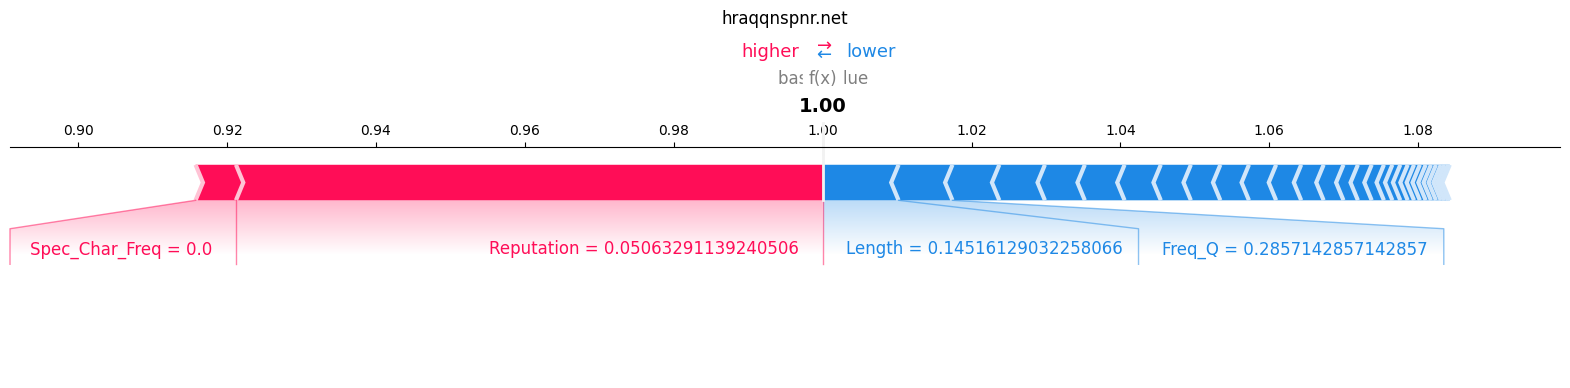 hraqqnspnr.net
higher ⇄ lower
f(x)
1.00
0.90 0.92 0.94 0.96 0.98 1.00 1.02 1.04 1.06 1.08
Spec_Char_Freq = 0.0 Reputation = 0.05063291139240506 Length = 0.14516129032258066 Freq_Q = 0.2857142857142857